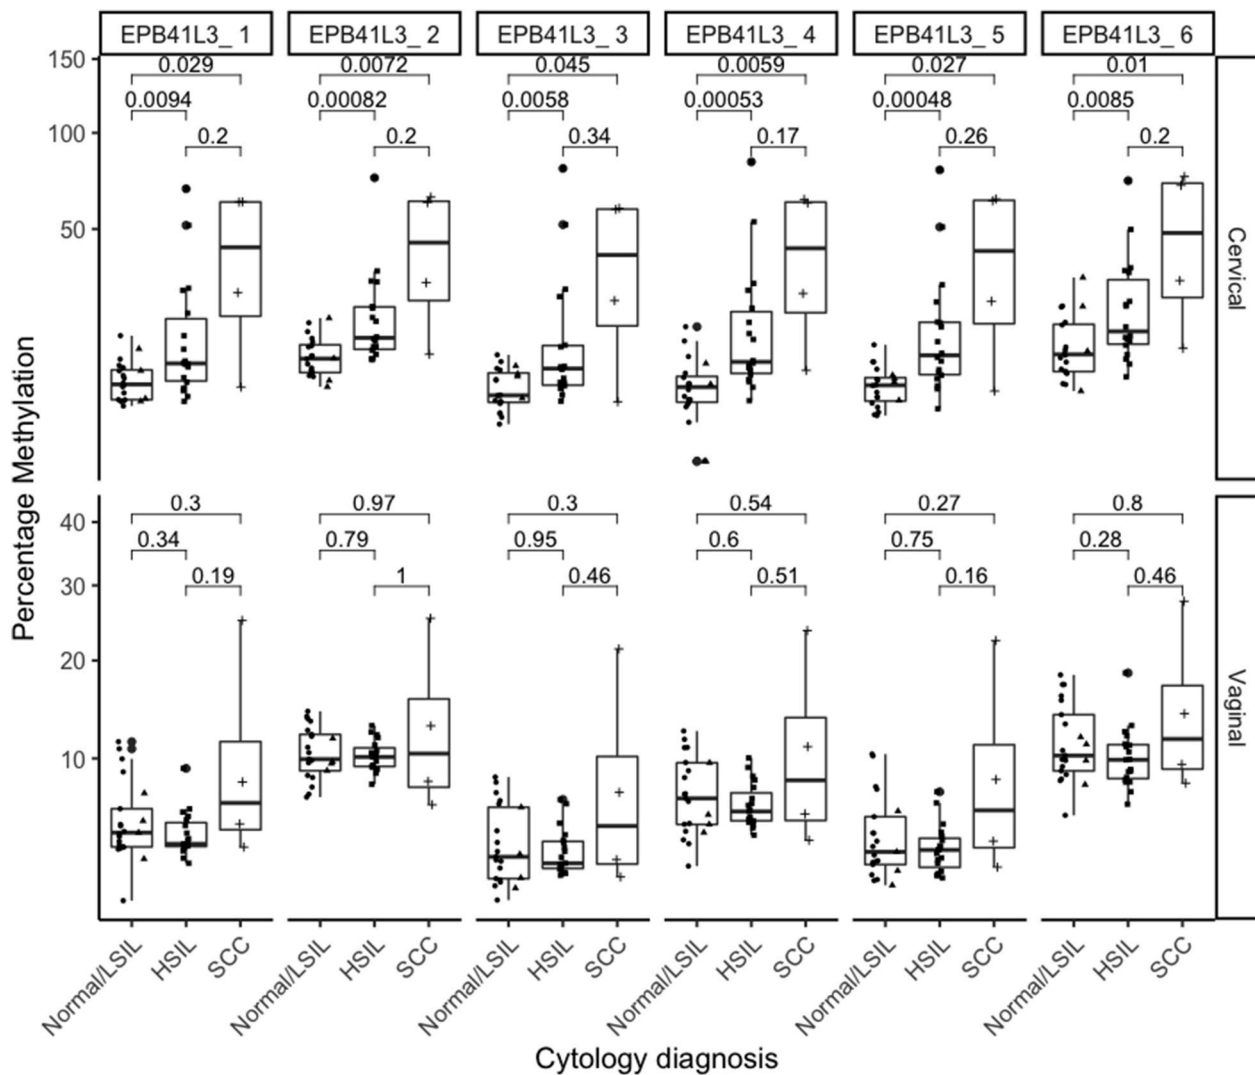 EPB41L3_ 1 EPB41L3_ 2 EPB41L3_ 3 EPB41L3_ 4 EPB41L3_ 5 EPB41L3_ 6
150
0.029 0.0072 0.045 0.0059 0.027 0.01
0.0094 0.00082 0.0058 0.00053 0.00048 0.0085
100
0.2 0.2 0.34 0.17 0.26 0.2
50
Cervical
Percentage Methylation
0.3 0.97 0.3 0.54 0.27 0.8
40
0.34 0.79 0.95 0.6 0.75 0.28
30
0.19 1 0.46 0.51 0.16 0.46
20
10
Vaginal
Normal/LSIL HSIL SCC Normal/LSIL HSIL SCC Normal/LSIL HSIL SCC Normal/LSIL HSIL SCC Normal/LSIL HSIL SCC Normal/LSIL HSIL SCC
Cytology diagnosis